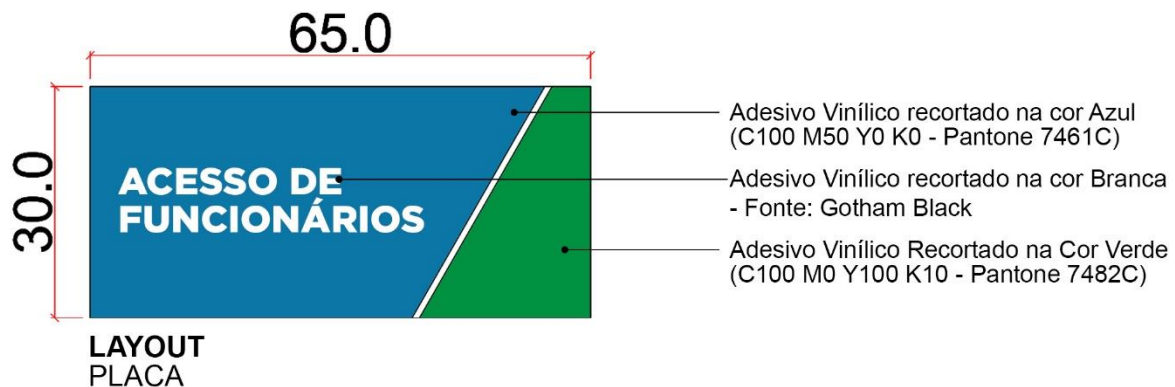 65.0
30.0
ACESSO DE
FUNCIONÁRIOS
Adesivo Vinílico recortado na cor Azul
(C100 M50 Y0 K0 - Pantone 7461C)
Adesivo Vinílico recortado na cor Branca
- Fonte: Gotham Black
Adesivo Vinílico Recortado na Cor Verde
(C100 M0 Y100 K10 - Pantone 7482C)
LAYOUT
PLACA